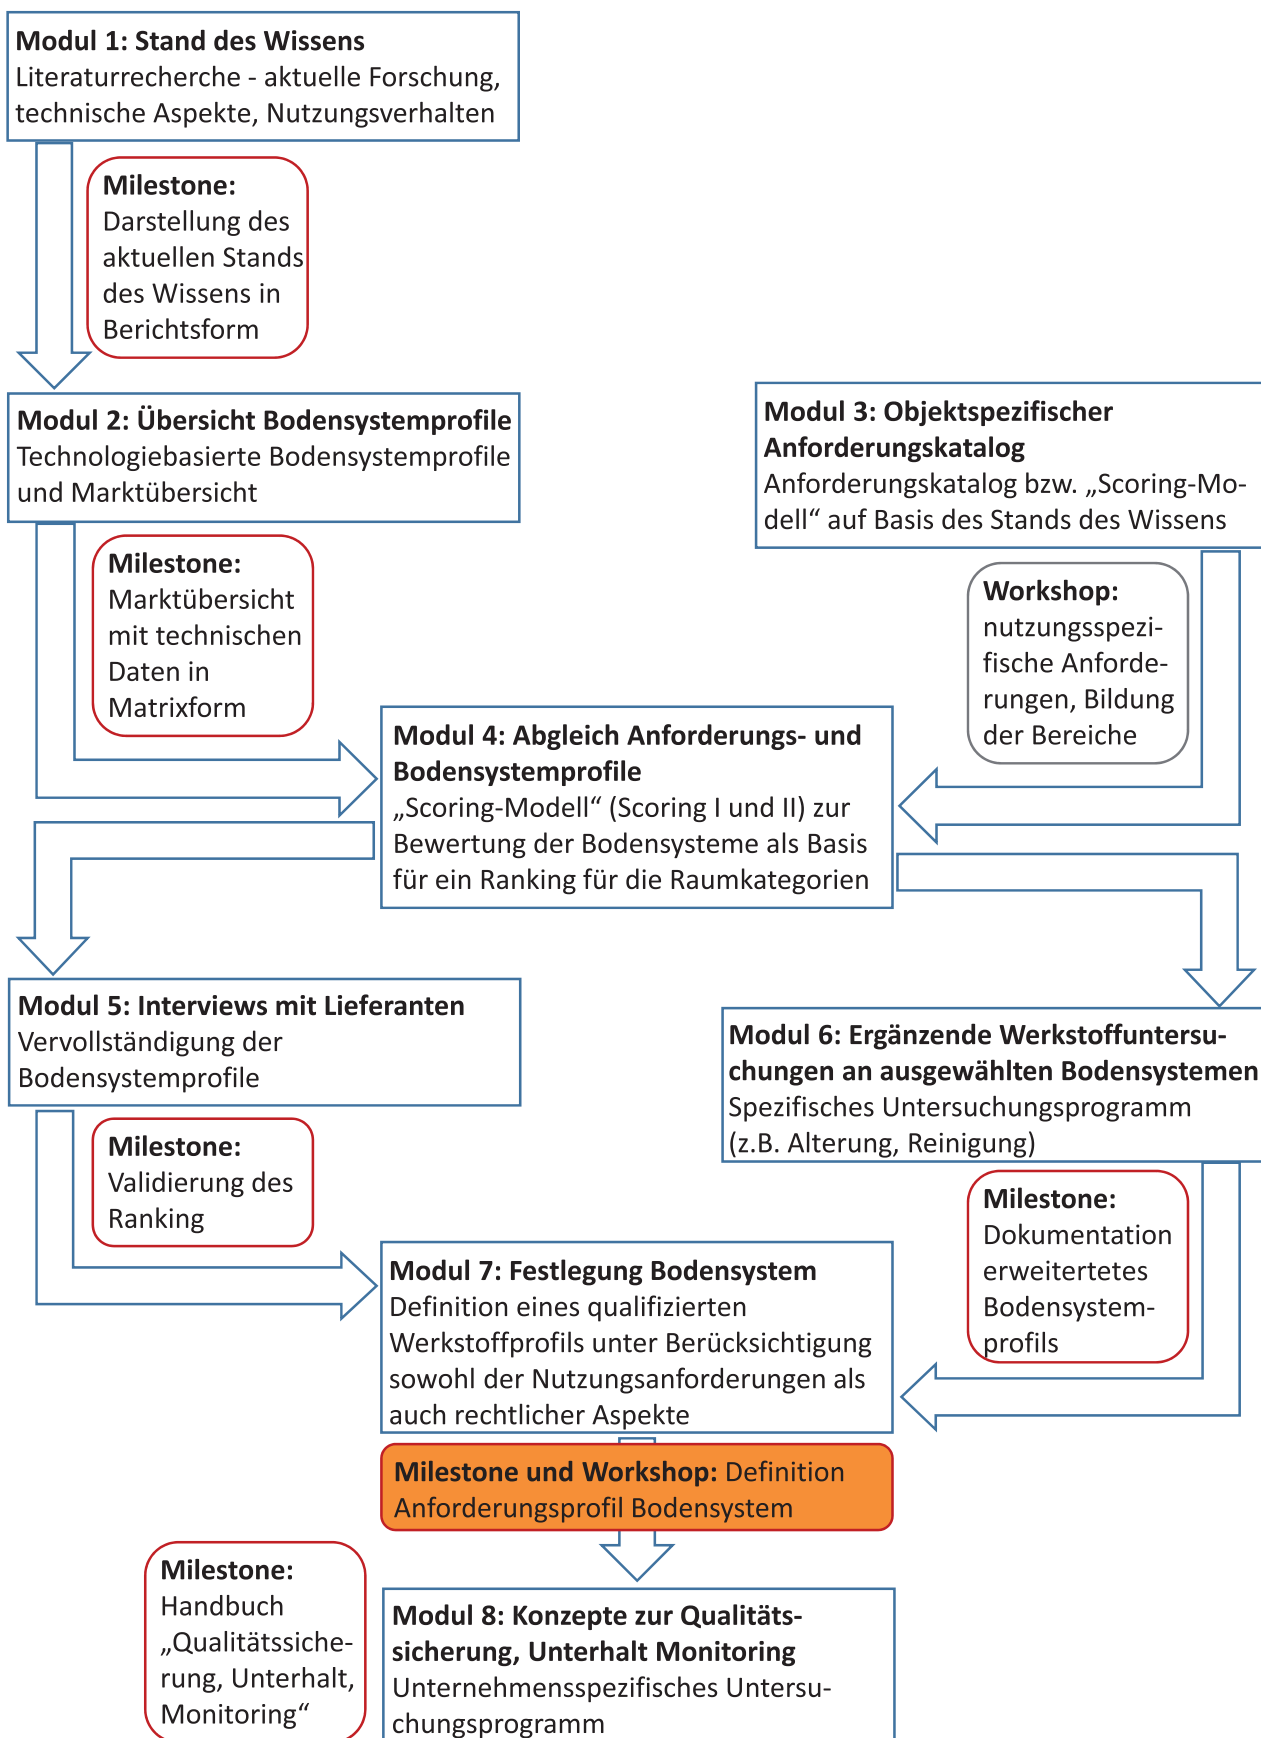 Modul 1: Stand des Wissens
Literaturrecherche - aktuelle Forschung,
technische Aspekte, Nutzungsverhalten
Milestone:
Darstellung des
aktuellen Stands
des Wissens in
Berichtsform
Modul 2: Übersicht Bodensystemprofile
Technologiebasierte Bodensystemprofile
und Marktübersicht
Modul 3: Objektspezifischer
Anforderungskatalog
Anforderungskatalog bzw. „Scoring-Mo-
dell“ auf Basis des Stands des Wissens
Milestone:
Marktübersicht
mit technischen
Daten in
Matrixform
Workshop:
nutzungsspezi-
fische Anforde-
rungen, Bildung
der Bereiche
Modul 4: Abgleich Anforderungs- und
Bodensystemprofile
„Scoring-Modell“ (Scoring I und II) zur
Bewertung der Bodensysteme als Basis
für ein Ranking für die Raumkategorien
Modul 5: Interviews mit Lieferanten
Vervollständigung der
Bodensystemprofile
Modul 6: Ergänzende Werkstoffuntersu-
chungen an ausgewählten Bodensystemen
Spezifisches Untersuchungsprogramm
(z.B. Alterung, Reinigung)
Milestone:
Validierung des
Ranking
Milestone:
Dokumentation
erweitertetes
Bodensystem-
profils
Modul 7: Festlegung Bodensystem
Definition eines qualifizierten
Werkstoffprofils unter Berücksichtigung
sowohl der Nutzungsanforderungen als
auch rechtlicher Aspekte
Milestone und Workshop: Definition
Anforderungsprofil Bodensystem
Milestone:
Handbuch
„Qualitätssiche-
rung, Unterhalt,
Monitoring“
Modul 8: Konzepte zur Qualitäts-
sicherung, Unterhalt Monitoring
Unternehmensspezifisches Untersu-
chungsprogramm